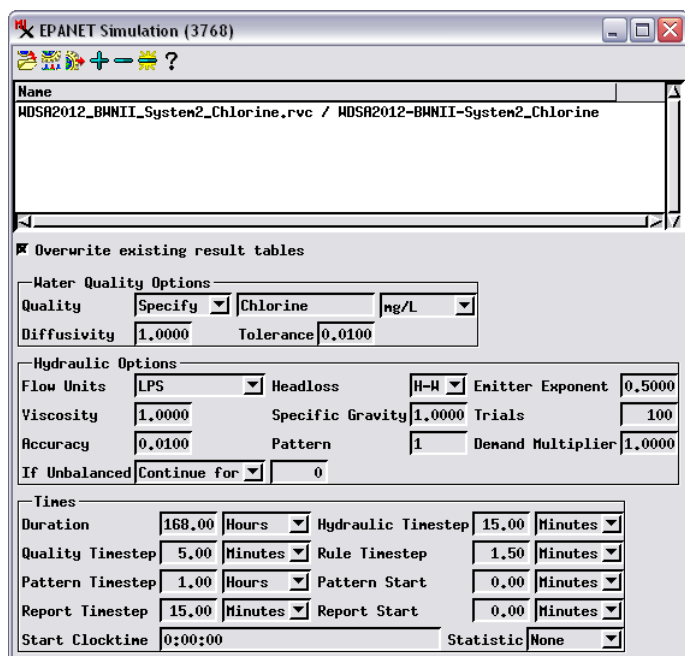 EPANET Simulation (3768)
?
Name
WDSA2012_BWNII_System2_Chlorine.rvc / WDSA2012-BWNII-System2_Chlorine
Overwrite existing result tables
Water Quality Options
Quality Specify Chlorine mg/L
Diffusivity 1.0000 Tolerance 0.0100
Hydraulic Options
Flow Units LPS Headloss H-W Emitter Exponent 0.5000
Viscosity 1.0000 Specific Gravity 1.0000 Trials 100
Accuracy 0.0100 Pattern 1 Demand Multiplier 1.0000
If Unbalanced Continue for 0
Times
Duration 168.00 Hours Hydraulic Timestep 15.00 Minutes
Quality Timestep 5.00 Minutes Rule Timestep 1.50 Minutes
Pattern Timestep 1.00 Hours Pattern Start 0.00 Minutes
Report Timestep 15.00 Minutes Report Start 0.00 Minutes
Start Clocktime 0:00:00 Statistic None